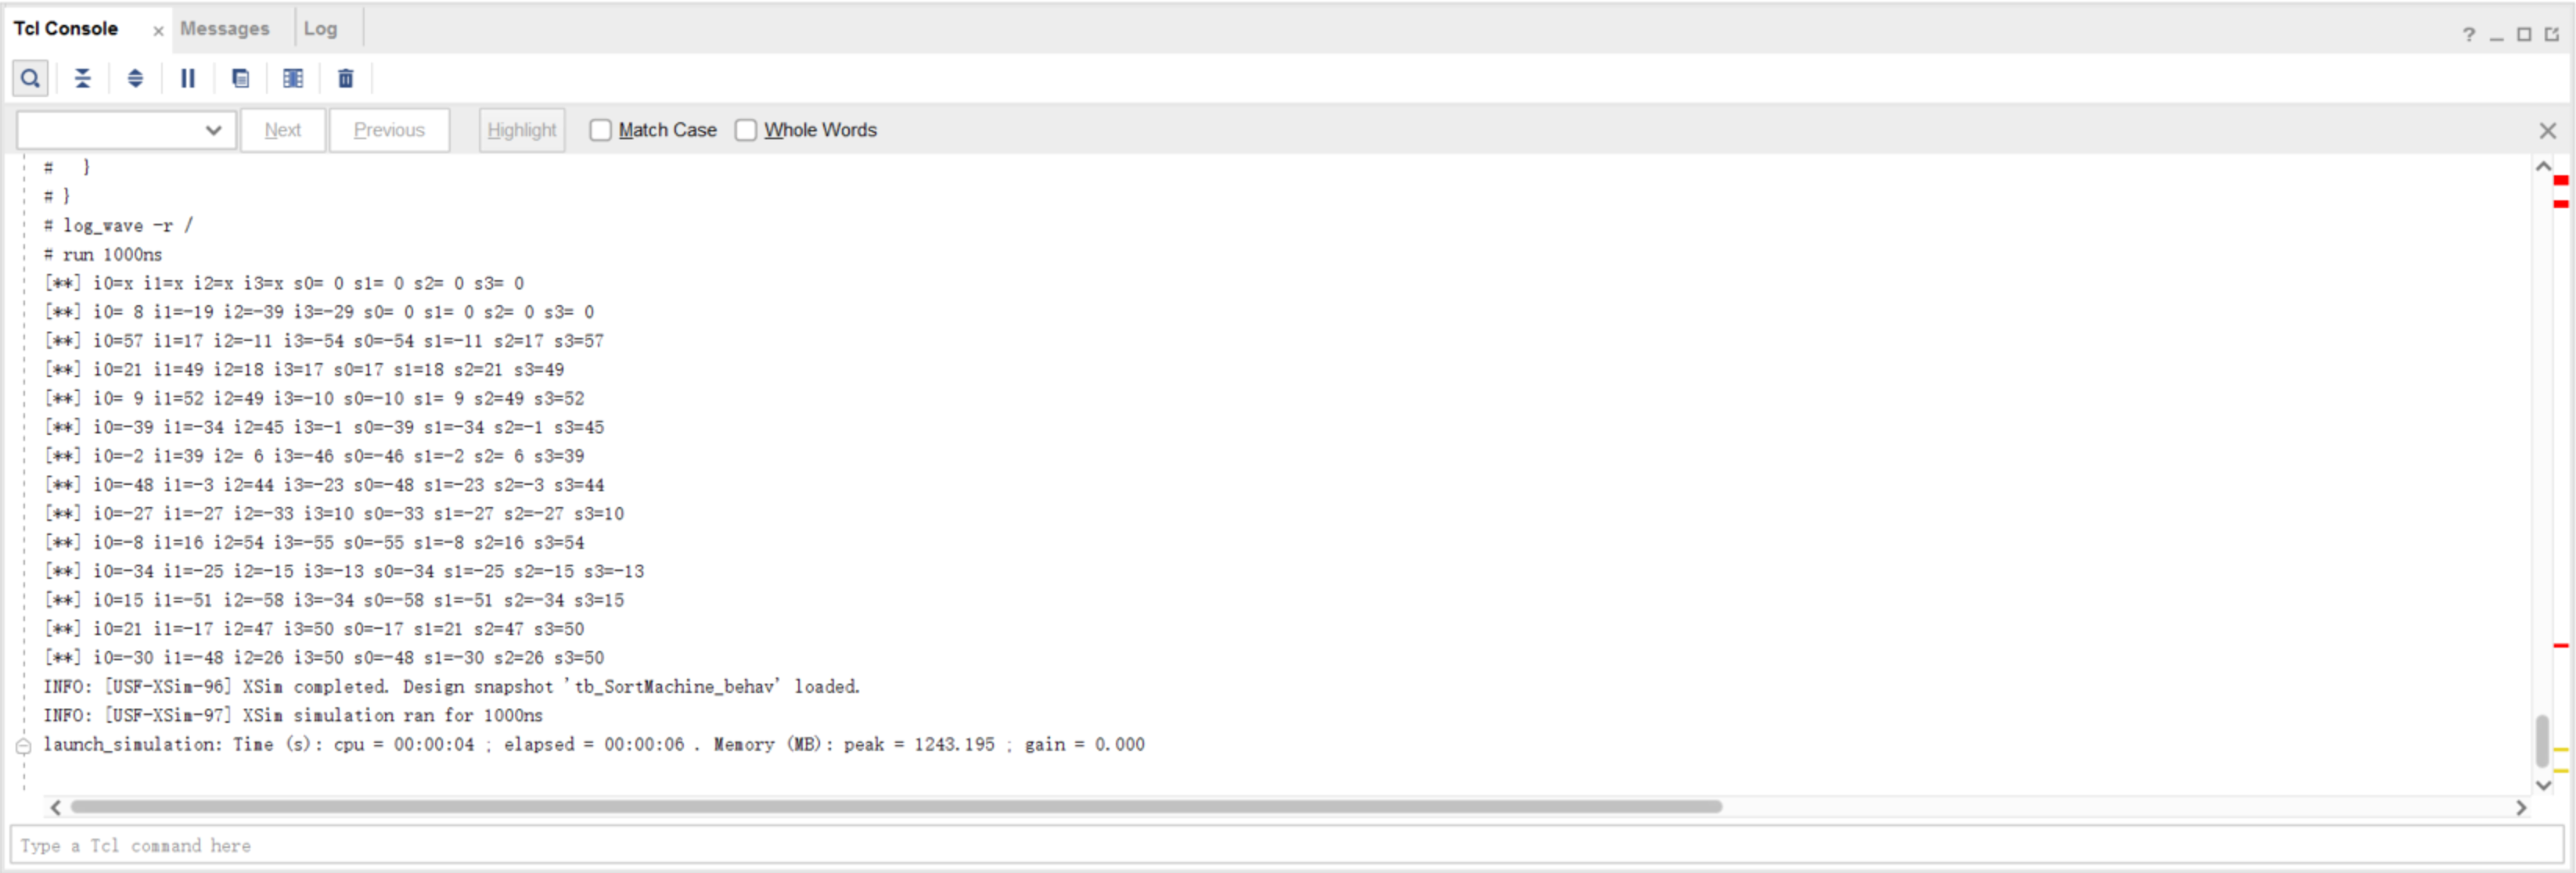 Tcl Console × Messages Log ? _
Next Previous Highlight Match Case Whole Words
# }
# }
# log_wave -r /
# run 1000ns
[**] i0=x i1=x i2=x i3=x s0= 0 s1= 0 s2= 0 s3= 0
[**] i0= 8 i1=-19 i2=-39 i3=-29 s0= 0 s1= 0 s2= 0 s3= 0
[**] i0=57 i1=17 i2=-11 i3=-54 s0=-54 s1=-11 s2=17 s3=57
[**] i0=21 i1=49 i2=18 i3=17 s0=17 s1=18 s2=21 s3=49
[**] i0= 9 i1=52 i2=49 i3=-10 s0=-10 s1= 9 s2=49 s3=52
[**] i0=-39 i1=-34 i2=45 i3=-1 s0=-39 s1=-34 s2=-1 s3=45
[**] i0=-2 i1=39 i2= 6 i3=-46 s0=-46 s1=-2 s2= 6 s3=39
[**] i0=-48 i1=-3 i2=44 i3=-23 s0=-48 s1=-23 s2=-3 s3=44
[**] i0=-27 i1=-27 i2=-33 i3=10 s0=-33 s1=-27 s2=-27 s3=10
[**] i0=-8 i1=16 i2=54 i3=-55 s0=-55 s1=-8 s2=16 s3=54
[**] i0=-34 i1=-25 i2=-15 i3=-13 s0=-34 s1=-25 s2=-15 s3=-13
[**] i0=15 i1=-51 i2=-58 i3=-34 s0=-58 s1=-51 s2=-34 s3=15
[**] i0=21 i1=-17 i2=47 i3=50 s0=-17 s1=21 s2=47 s3=50
[**] i0=-30 i1=-48 i2=26 i3=50 s0=-48 s1=-30 s2=26 s3=50
INFO: [USF-XSim-96] XSim completed. Design snapshot 'tb_SortMachine_behav' loaded.
INFO: [USF-XSim-97] XSim simulation ran for 1000ns
launch_simulation: Time (s): cpu = 00:00:04 ; elapsed = 00:00:06 . Memory (MB): peak = 1243.195 ; gain = 0.000
Type a Tcl command here